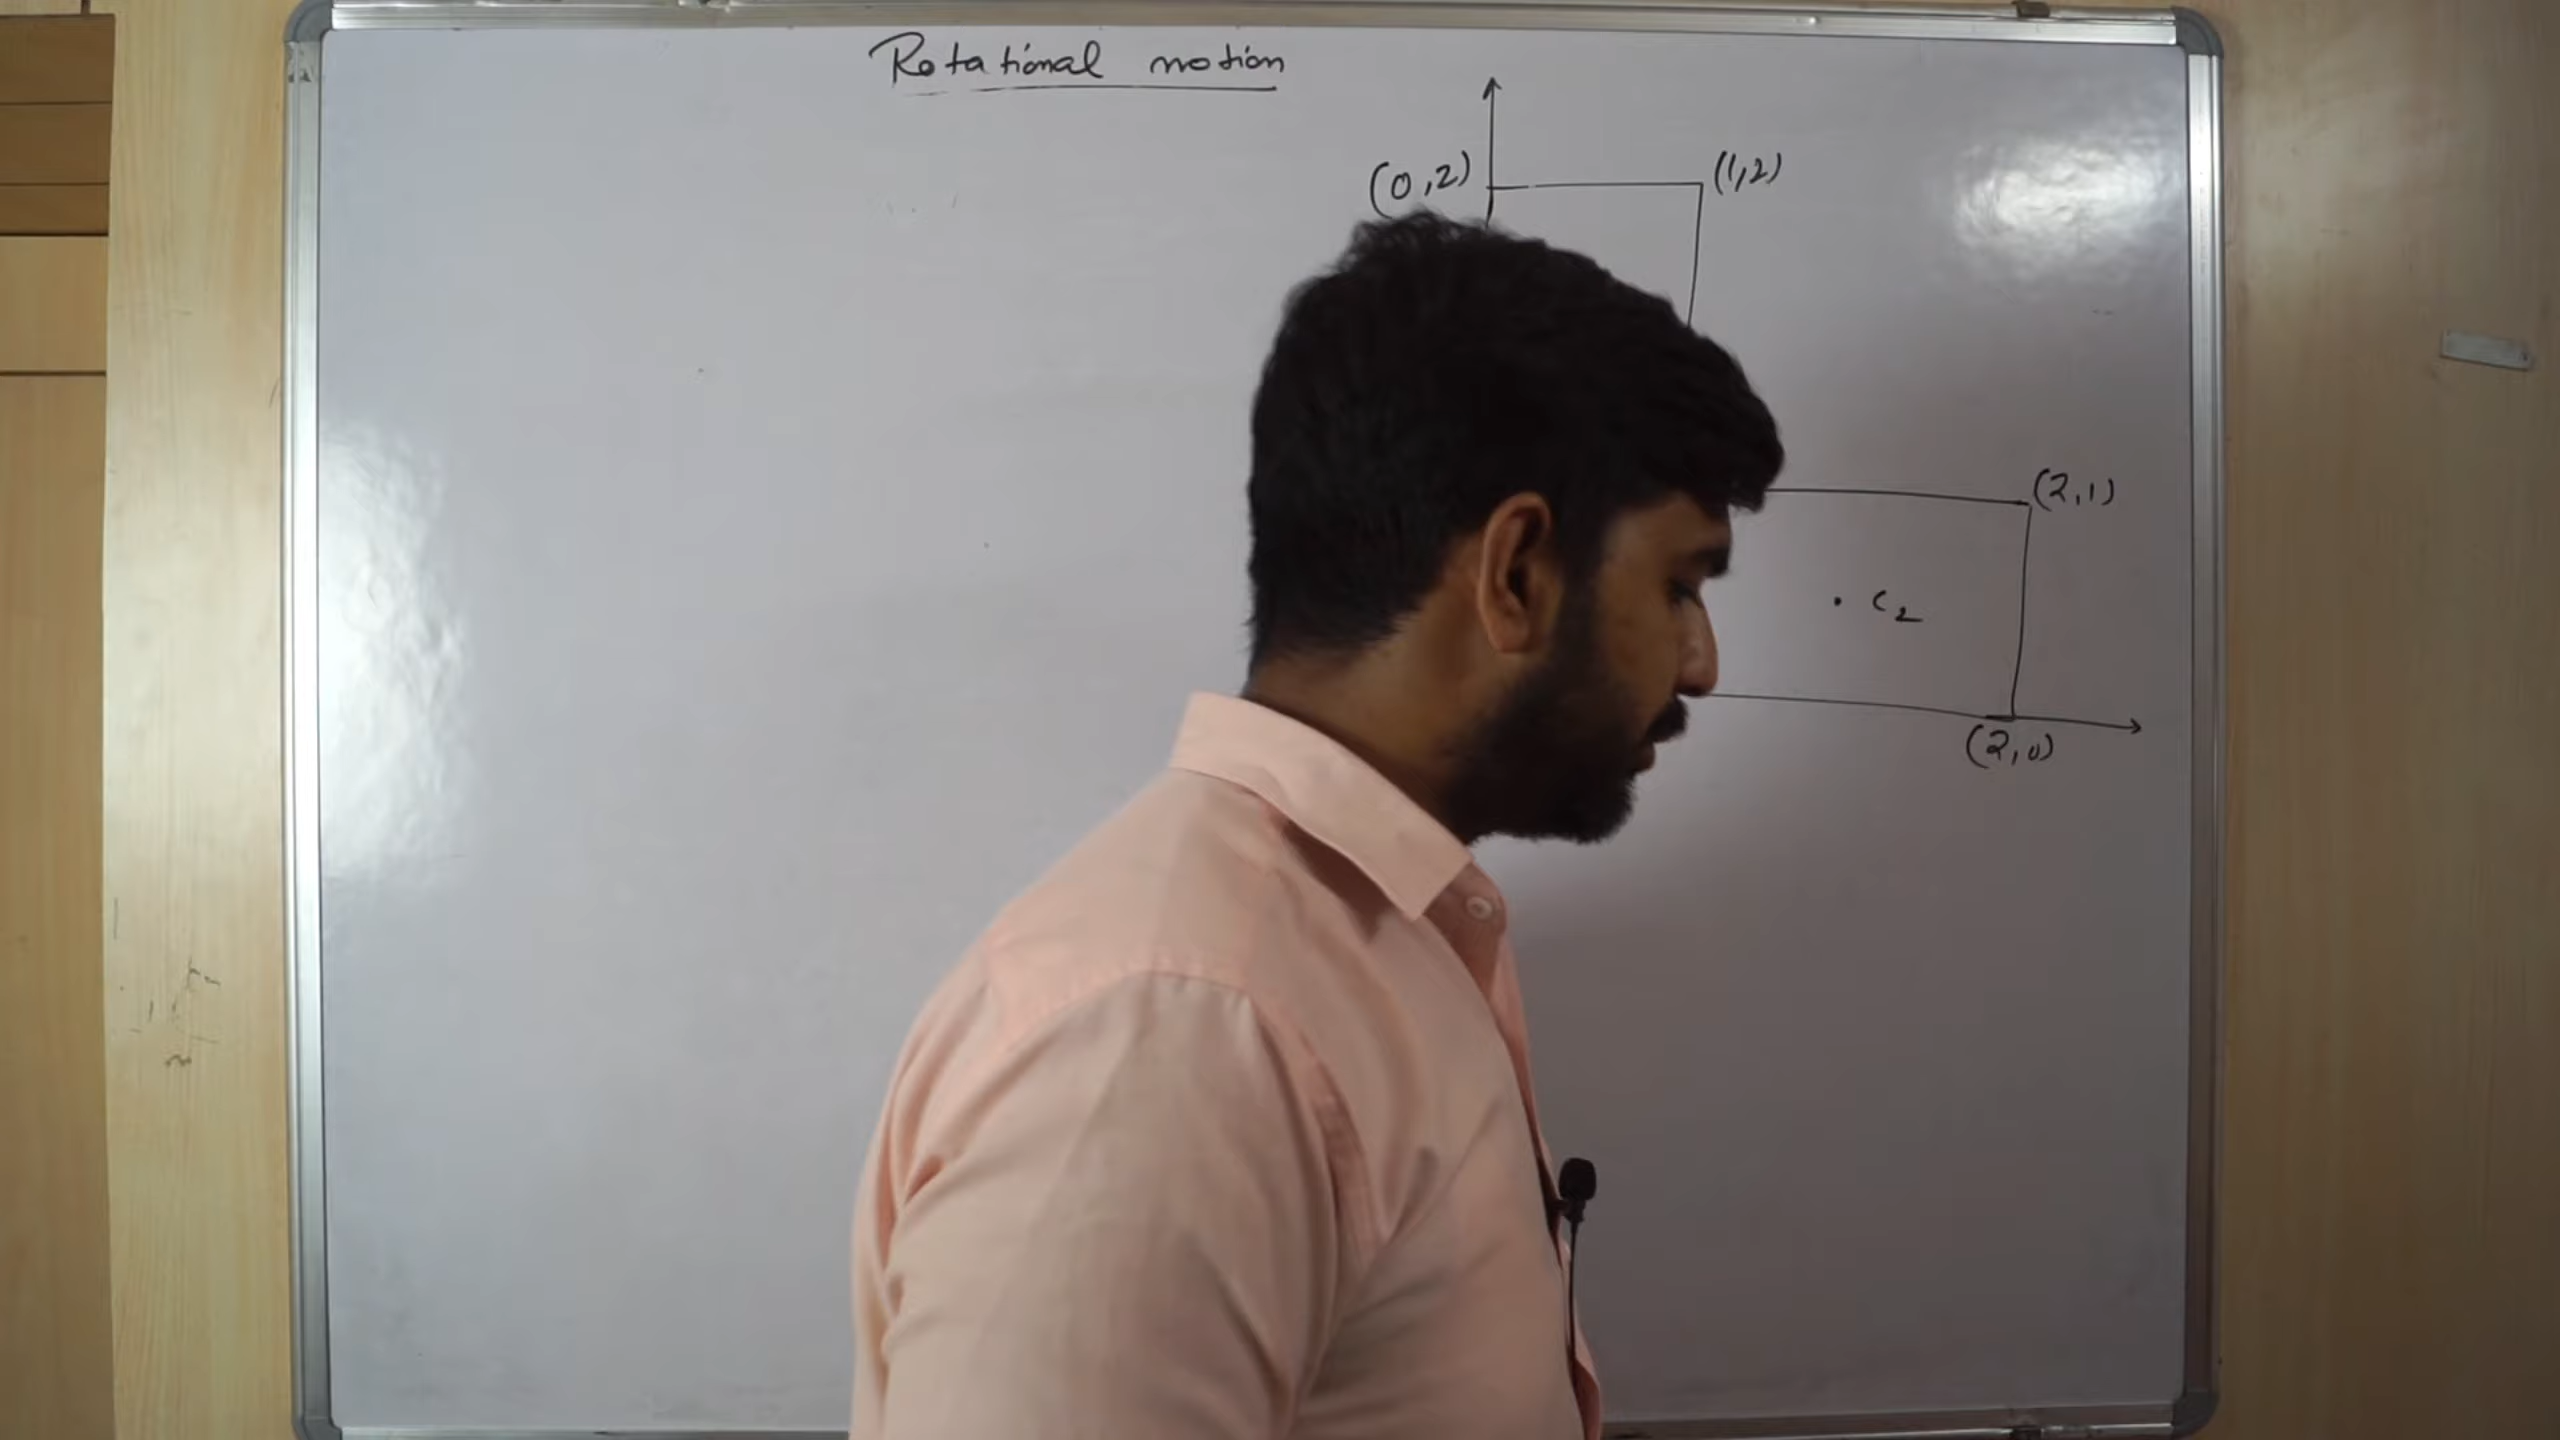 Rotational motion
(0,2)
(1,2)
(2,1)
. C2
(2,0)